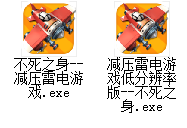 不死之身--
减压雷电游
戏.exe
减压雷电游
戏低分辨率
版--不死之
身.exe